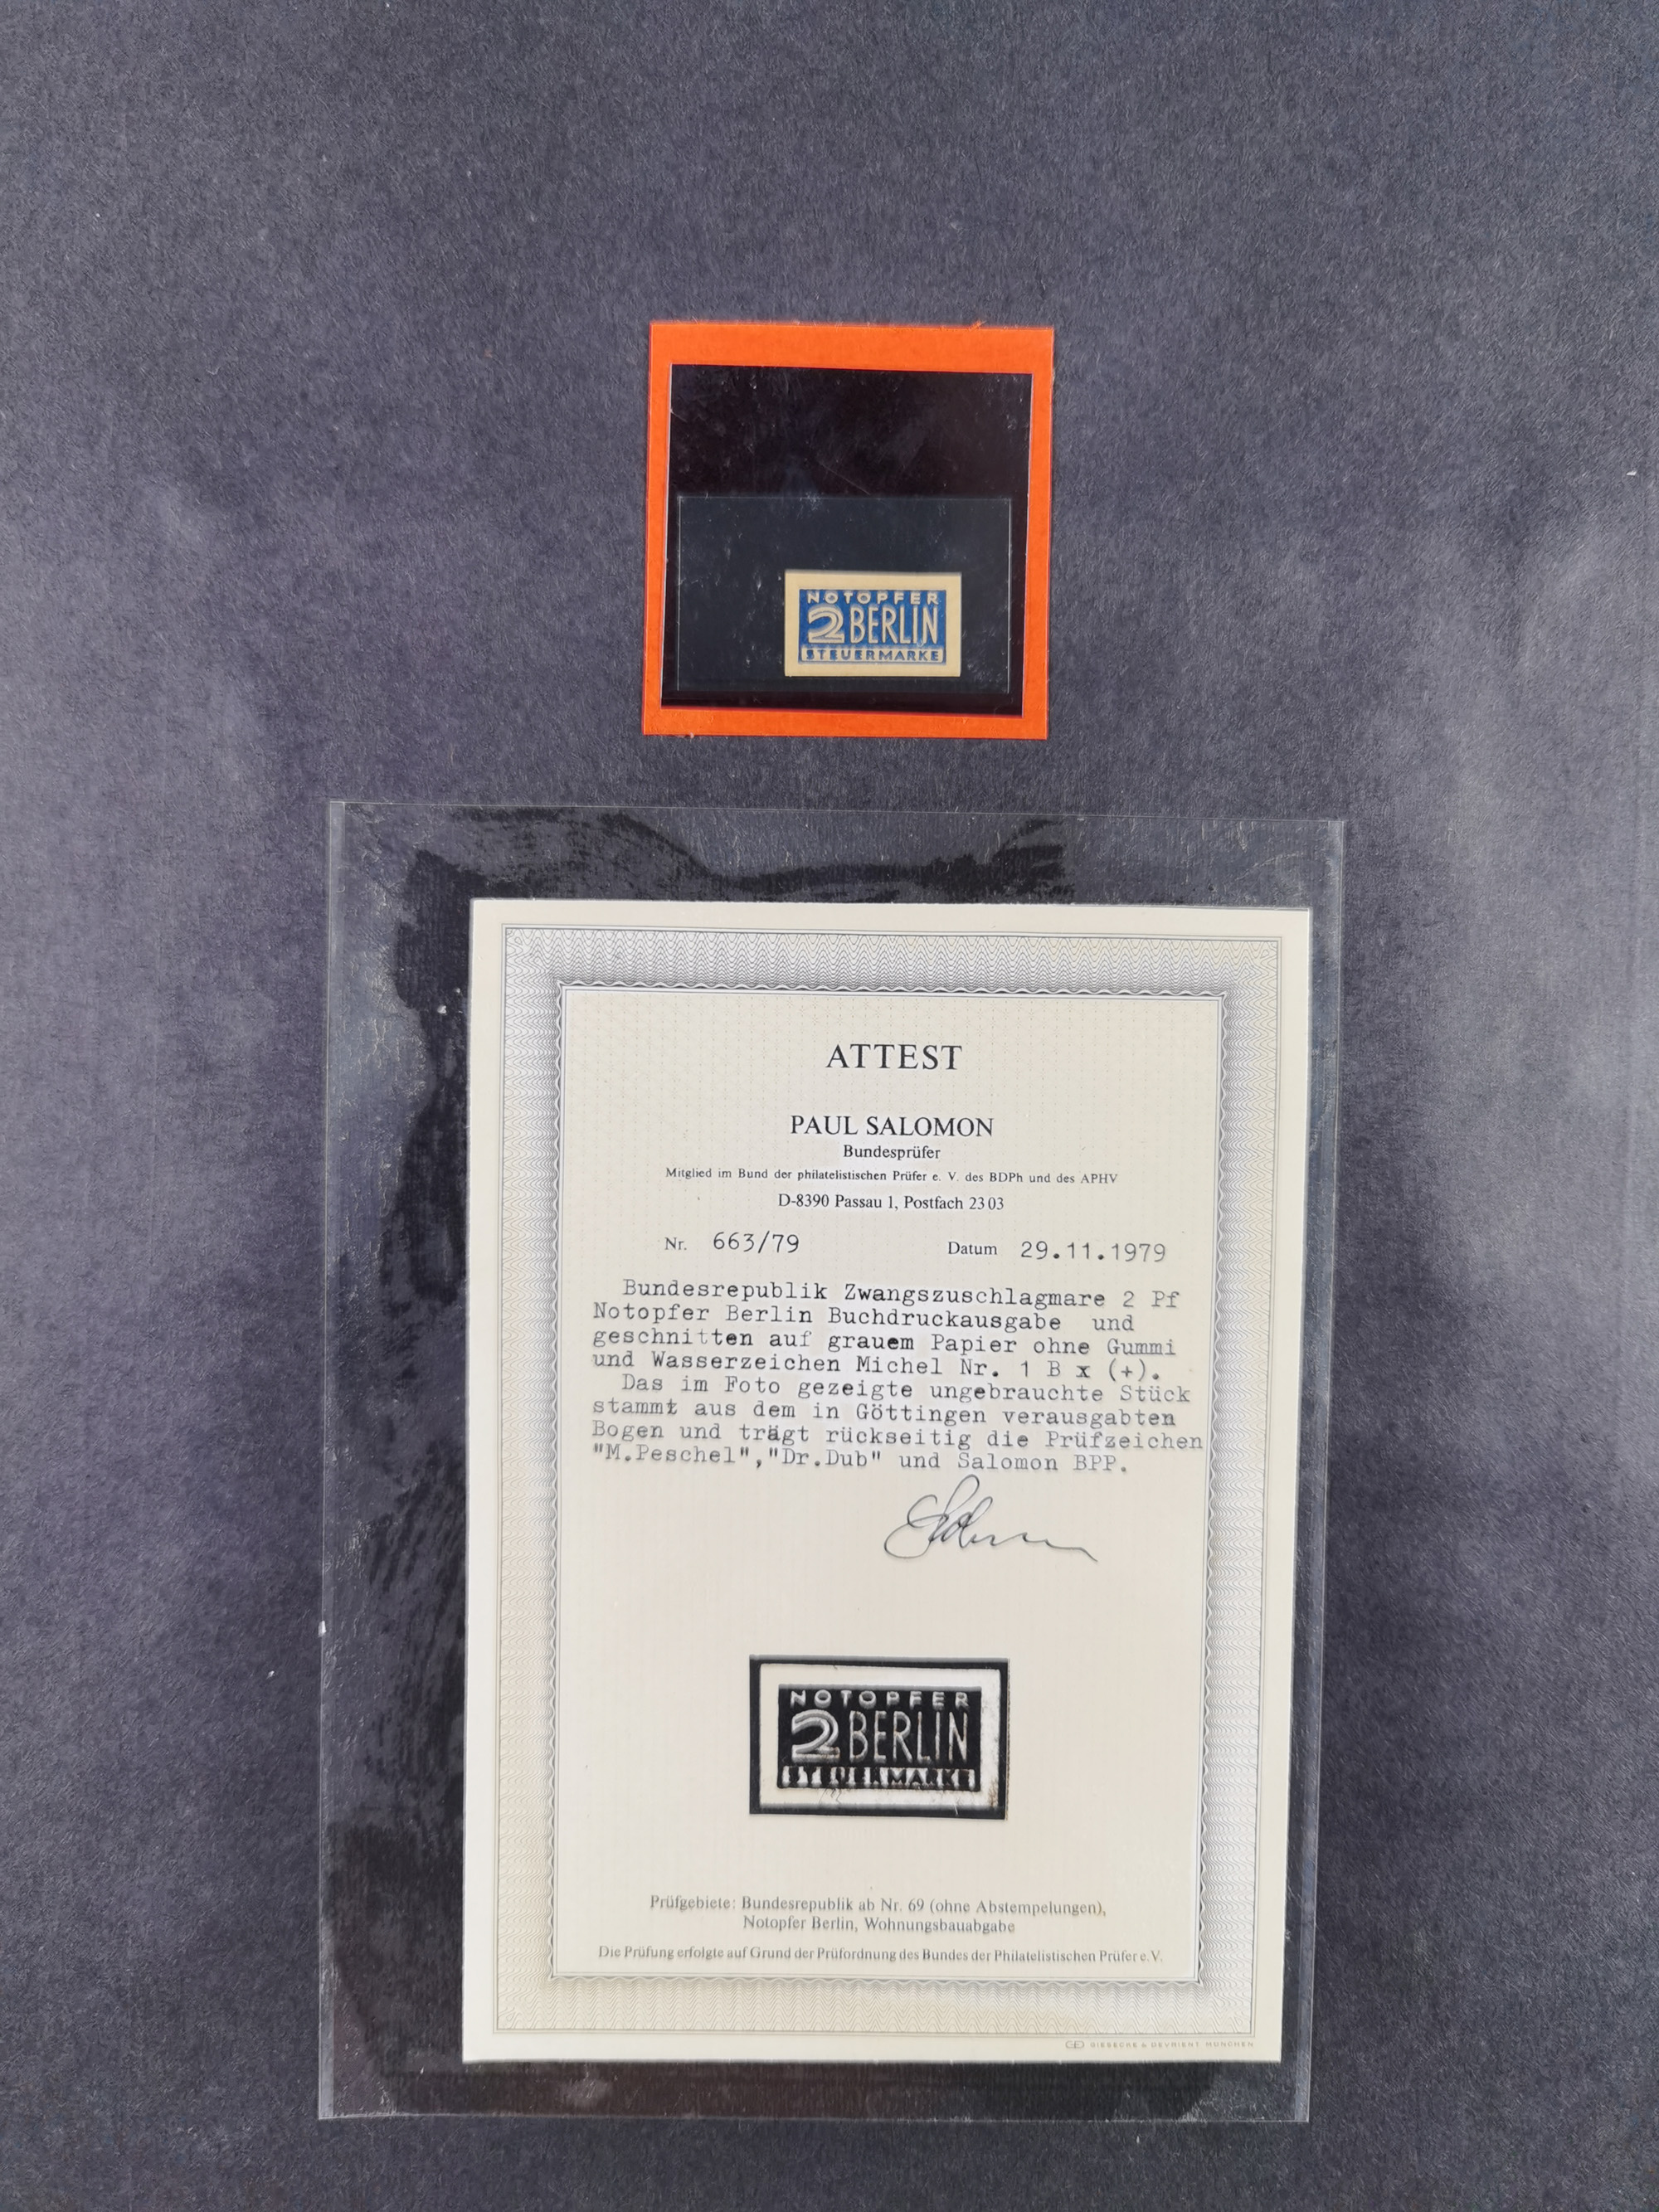 NOTOPFER
2 BERLIN
STEUERMARKE
ATTEST
PAUL SALOMON
Bundesprüfer
Mitglied im Bund der philatelistischen Prüfer e. V. des BDPh und des APHV
D-8390 Passau 1, Postfach 23 03
Nr. 663/79 Datum 29.11.1979
Bundesrepublik Zwangszuschlagmare 2 Pf
Notopfer Berlin Buchdruckausgabe und
geschnitten auf grauem Papier ohne Gummi
und Wasserzeichen Michel Nr. 1 B x (+).
Das im Foto gezeigte ungebrauchte Stück
stammt aus dem in Göttingen verausgabten
Bogen und trägt rückseitig die Prüfzeichen
"M.Peschel","Dr.Dub" und Salomon BPP.
NOTOPFER
2 BERLIN
STEUERMARKE
Prüfgebiete: Bundesrepublik ab Nr. 69 (ohne Abstempelungen),
Notopfer Berlin, Wohnungsbauabgabe
Die Prüfung erfolgte auf Grund der Prüfordnung des Bundes der Philatelistischen Prüfer e.V.
GIESECKE & DEVRIENT MÜNCHEN